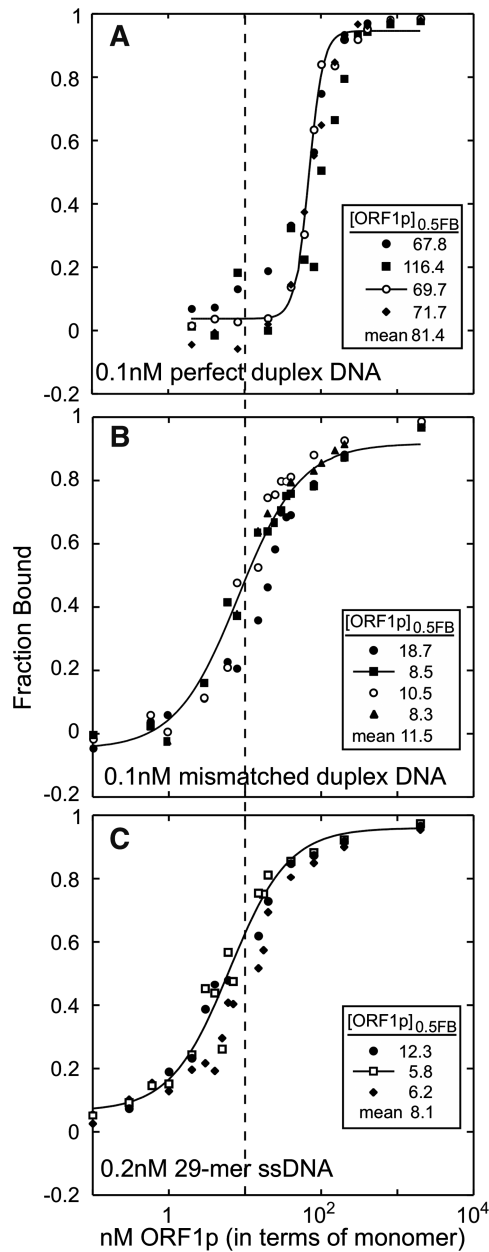 A
1
0.8
0.6
0.4
0.2
0
-0.2
[ORF1p]0.5FB
67.8
116.4
69.7
71.7
mean 81.4
0.1nM perfect duplex DNA
B
1
0.8
0.6
0.4
0.2
0
-0.2
Fraction Bound
[ORF1p]0.5FB
18.7
8.5
10.5
8.3
mean 11.5
0.1nM mismatched duplex DNA
C
1
0.8
0.6
0.4
0.2
0
-0.2
[ORF1p]0.5FB
12.3
5.8
6.2
mean 8.1
0.2nM 29-mer ssDNA
1 10² 10⁴
nM ORF1p (in terms of monomer)